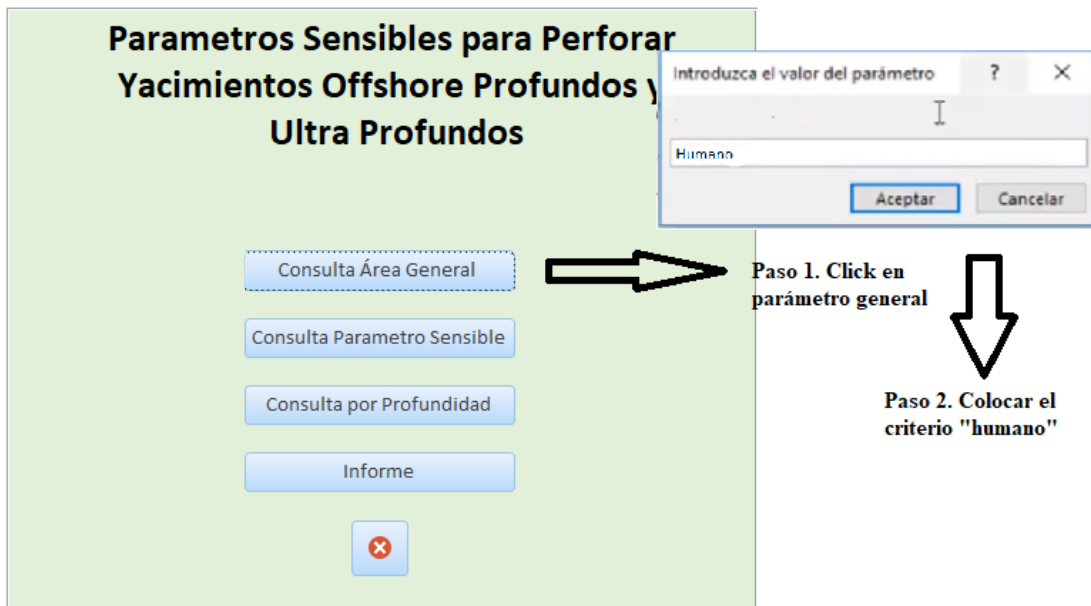 Parametros Sensibles para Perforar
Yacimientos Offshore Profundos y
Ultra Profundos
Introduzca el valor del parámetro
?
Humano
Aceptar
Cancelar
Consulta Área General
Paso 1. Click en
parámetro general
Consulta Parametro Sensible
Consulta por Profundidad
Paso 2. Colocar el
criterio "humano"
Informe